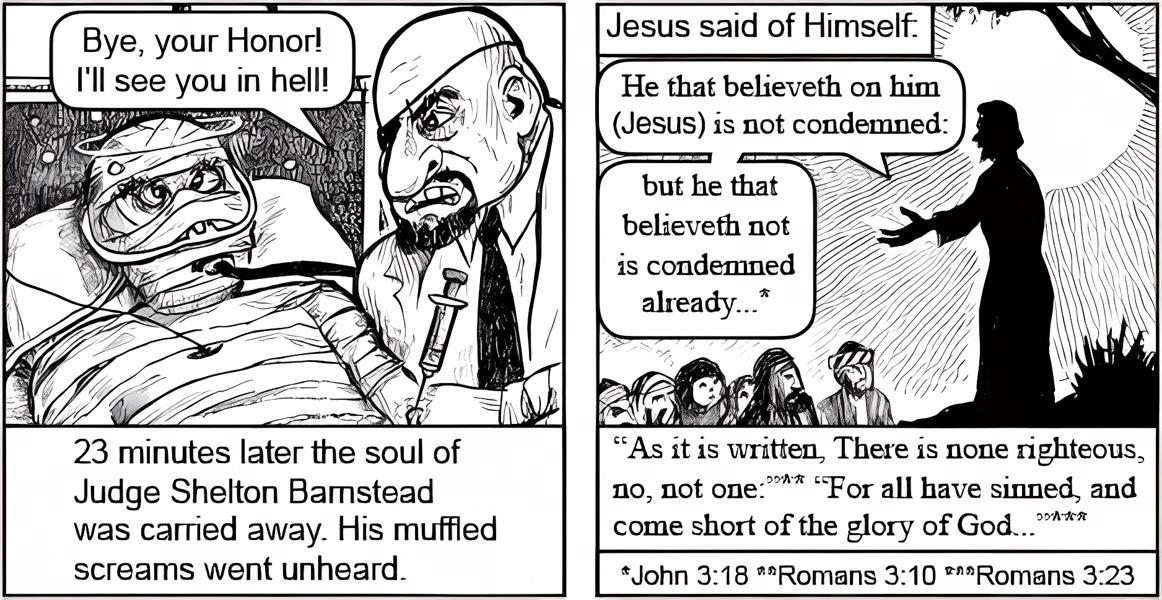 Bye, your Honor!
I'll see you in hell!
23 minutes later the soul of
Judge Shelton Barnstead
was carried away. His muffled
screams went unheard.
Jesus said of Himself:
He that believeth on him
(Jesus) is not condemned:
but he that
believeth not
is condemned
already...*
“As it is written, There is none righteous,
no, not one:”** “For all have sinned, and
come short of the glory of God...”***
*John 3:18 **Romans 3:10 ***Romans 3:23